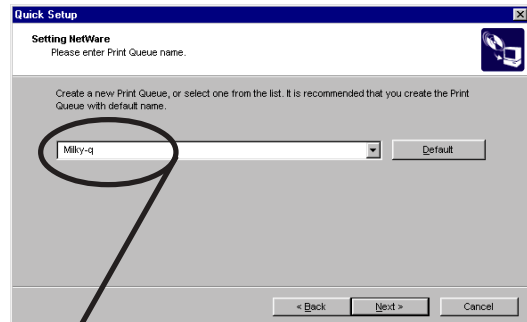 Quick Setup
Setting NetWare
Please enter Print Queue name.
Create a new Print Queue, or select one from the list. It is recommended that you create the Print
Queue with default name.
Milky-q
Default
< Back
Next >
Cancel